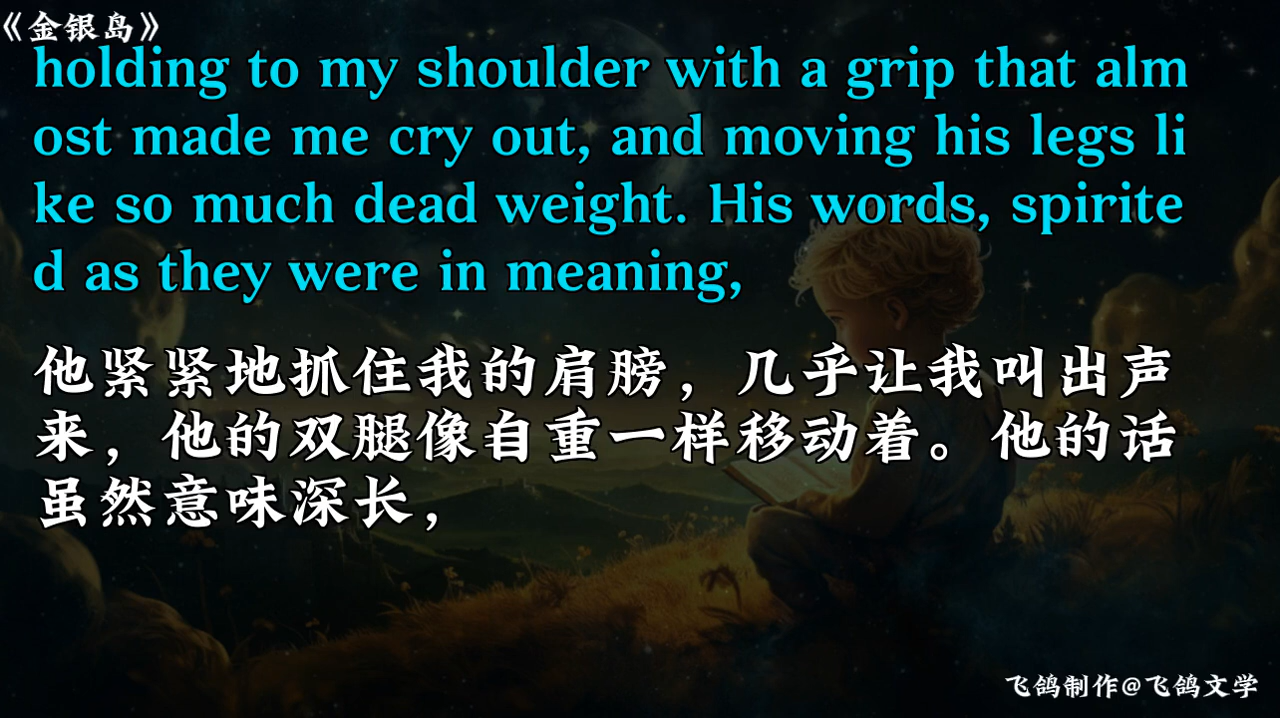 《金银岛》
holding to my shoulder with a grip that alm
ost made me cry out, and moving his legs li
ke so much dead weight. His words, spirite
d as they were in meaning,
他紧紧地抓住我的肩膀，几乎让我叫出声
来，他的双腿像自重一样移动着。他的话
虽然意味深长，
飞鸽制作@飞鸽文学